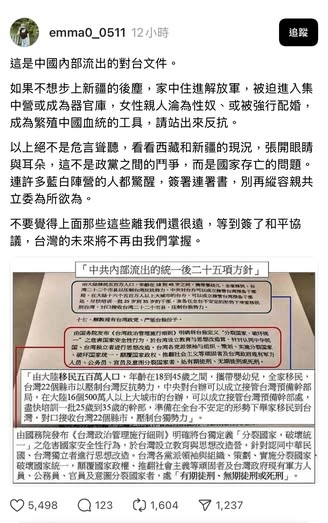 emma0_0511 12小時
追蹤
這是中國內部流出的對台文件。
如果不想步上新疆的後塵，家中住進解放軍，被迫進入集
中營或成為器官庫，女性親人淪為性奴、或被強行配婚，
成為繁殖中國血統的工具，請站出來反抗。
以上絕不是危言聳聽，看看西藏和新疆的現況，張開眼睛
與耳朵，這不是政黨之間的鬥爭，而是國家存亡的問題。
連許多藍白陣營的人都驚醒，簽署連署書，別再縱容親共
立委為所欲為。
不要覺得上面那些這些離我們還很遠，等到簽了和平協
議，台灣的未來將不再由我們掌握。
「中共內部流出的統一後二十五項方針」
「由大陸移民五百萬人口，年齡在18到45歲之間，攜帶嬰幼兒，全家移民，
台灣22個縣市以壓制台灣反抗勢力，中央對台辦可以成立接管台灣預備幹部
局，在大陸16個500萬人以上大城市的台辦，可以成立接管台灣預備幹部局，
盡快培訓一批25歲到35歲的幹部，準備在全台不安定的形勢下舉家移民到台
灣，對口接收台灣22個縣市，壓制台灣獨勢力。」
由國務院發布《台灣政治管理施行細則》明確將台獨定義「分裂國家，破壞統
一」之危害國家安全性行為，於台灣設立教育與思想改造營，針對認同中華民
國、台灣獨立者進行思想改造。台灣各黨派領袖與組織、策劃、實施分裂國家、
破壞國家統一，顛覆國家政權、推翻社會主義等頑固者及台灣政府現有軍方人
員、公務員、官員及意圖分裂國家者，處「有期徒刑、無期徒刑或死刑」。
5,498 123 1,604 1,237